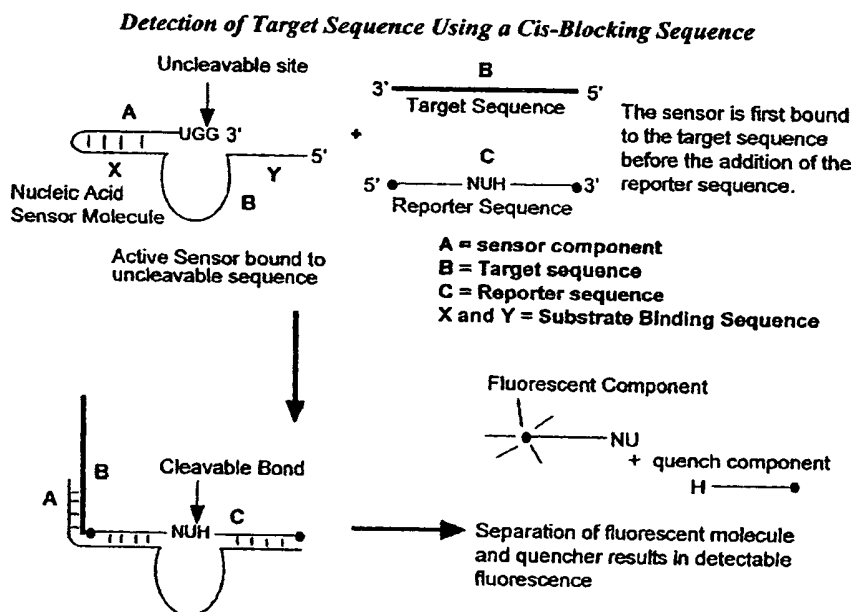 Detection of Target Sequence Using a Cis-Blocking Sequence
Uncleavable site
A
UGG 3'
X
Y
5'
B
Nucleic Acid
Sensor Molecule
+
B
3'
5'
Target Sequence
C
5'
NUH
3'
Reporter Sequence
The sensor is first bound
to the target sequence
before the addition of the
reporter sequence.
A = sensor component
B = Target sequence
C = Reporter sequence
X and Y = Substrate Binding Sequence
Active Sensor bound to
uncleavable sequence
Fluorescent Component
NU
+ quench component
H
B
A
Cleavable Bond
NUH
C
Separation of fluorescent molecule
and quencher results in detectable
fluorescence